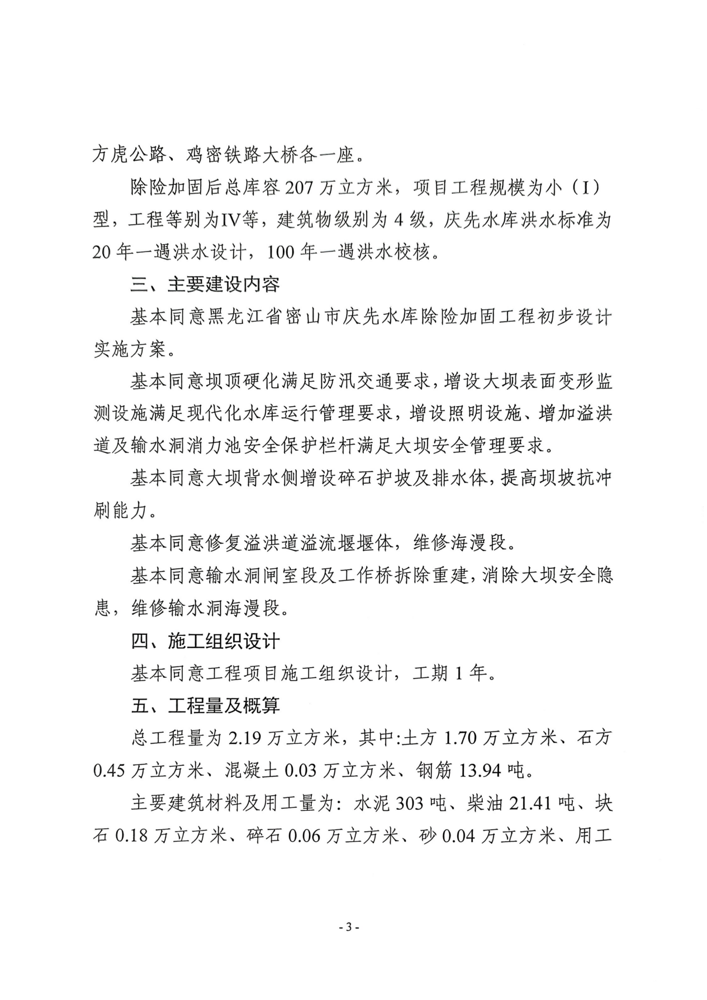 方虎公路、鸡密铁路大桥各一座。
除险加固后总库容 207 万立方米，项目工程规模为小（I）
型，工程等别为IV等，建筑物级别为 4 级，庆先水库洪水标准为
20 年一遇洪水设计，100 年一遇洪水校核。
三、主要建设内容
基本同意黑龙江省密山市庆先水库除险加固工程初步设计
实施方案。
基本同意坝顶硬化满足防汛交通要求，增设大坝表面变形监
测设施满足现代化水库运行管理要求，增设照明设施、增加溢洪
道及输水洞消力池安全保护栏杆满足大坝安全管理要求。
基本同意大坝背水侧增设碎石护坡及排水体，提高坝坡抗冲
刷能力。
基本同意修复溢洪道溢流堰堰体，维修海漫段。
基本同意输水洞闸室段及工作桥拆除重建，消除大坝安全隐
患，维修输水洞海漫段。
四、施工组织设计
基本同意工程项目施工组织设计，工期 1 年。
五、工程量及概算
总工程量为 2.19 万立方米，其中:土方 1.70 万立方米、石方
0.45 万立方米、混凝土 0.03 万立方米、钢筋 13.94 吨。
主要建筑材料及用工量为：水泥 303 吨、柴油 21.41 吨、块
石 0.18 万立方米、碎石 0.06 万立方米、砂 0.04 万立方米、用工
- 3 -